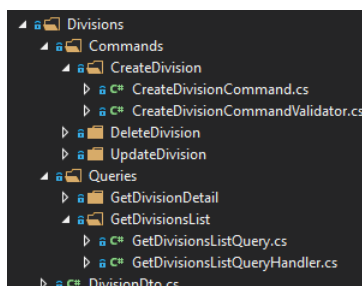 Divisions
Commands
CreateDivision
C# CreateDivisionCommand.cs
C# CreateDivisionCommandValidator.cs
DeleteDivision
UpdateDivision
Queries
GetDivisionDetail
GetDivisionsList
C# GetDivisionsListQuery.cs
C# GetDivisionsListQueryHandler.cs
C# DivisionDto.cs